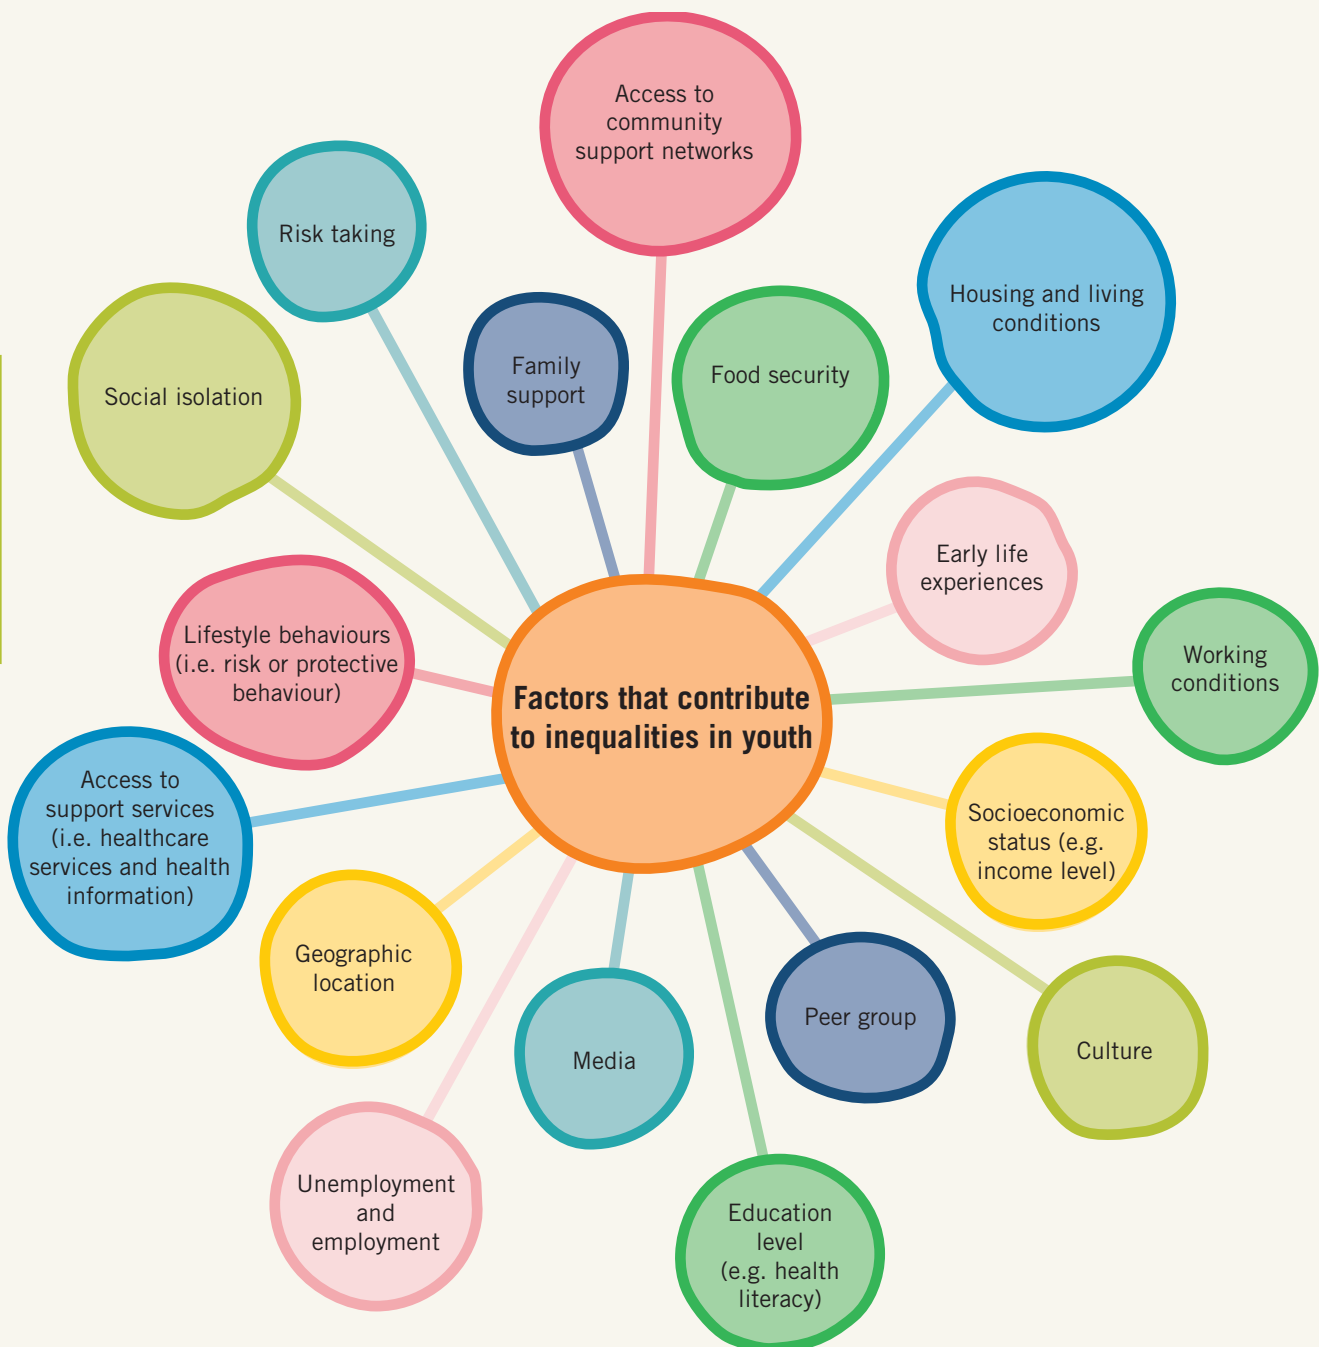 Access to
community
support networks
Risk taking
Housing and living
conditions
Family
support
Food security
Social isolation
Early life
experiences
Lifestyle behaviours
(i.e. risk or protective
behaviour)
Working
conditions
Factors that contribute
to inequalities in youth
Access to
support services
(i.e. healthcare
services and health
information)
Socioeconomic
status (e.g.
income level)
Geographic
location
Media
Peer group
Culture
Unemployment
and
employment
Education
level
(e.g. health
literacy)